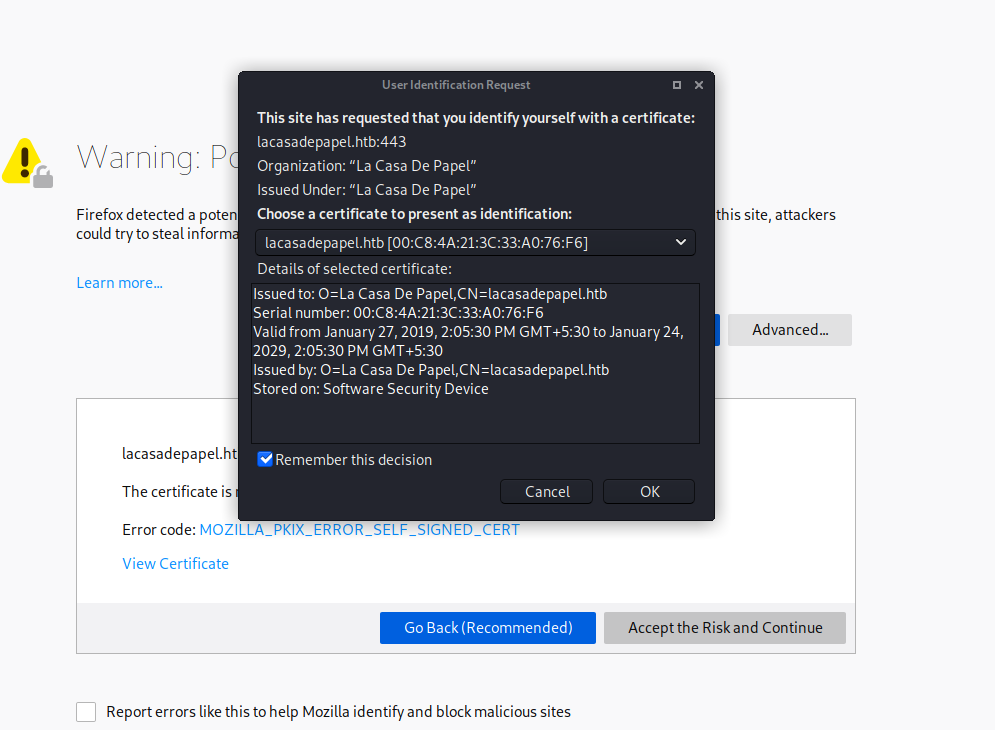 User Identification Request
This site has requested that you identify yourself with a certificate:
lacasadepapel.htb:443
Organization: “La Casa De Papel”
Issued Under: “La Casa De Papel”
Choose a certificate to present as identification:
lacasadepapel.htb [00:C8:4A:21:3C:33:A0:76:F6]
Details of selected certificate:
Issued to: O=La Casa De Papel,CN=lacasadepapel.htb
Serial number: 00:C8:4A:21:3C:33:A0:76:F6
Valid from January 27, 2019, 2:05:30 PM GMT+5:30 to January 24,
2029, 2:05:30 PM GMT+5:30
Issued by: O=La Casa De Papel,CN=lacasadepapel.htb
Stored on: Software Security Device
Remember this decision
Cancel OK
Warning:
Firefox detected a this site, attackers
could try to steal
Learn more...
Advanced...
The certificate is
Error code: MOZILLA_PKIX_ERROR_SELF_SIGNED_CERT
View Certificate
Go Back (Recommended) Accept the Risk and Continue
Report errors like this to help Mozilla identify and block malicious sites